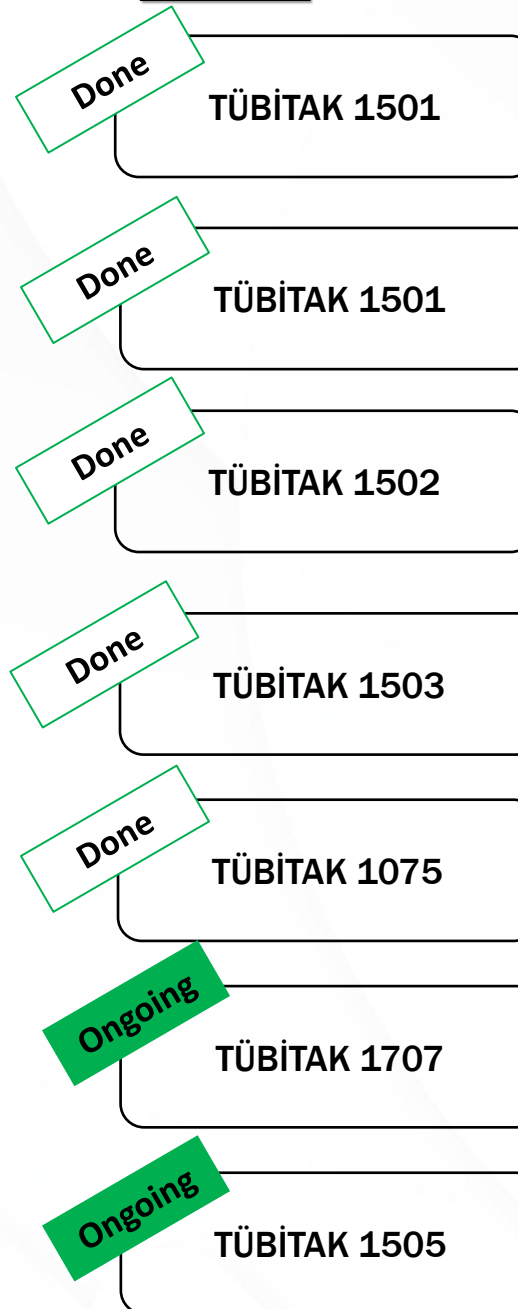 Done
TÜBİTAK 1501
Done
TÜBİTAK 1501
Done
TÜBİTAK 1502
Done
TÜBİTAK 1503
Done
TÜBİTAK 1075
Ongoing
TÜBİTAK 1707
Ongoing
TÜBİTAK 1505